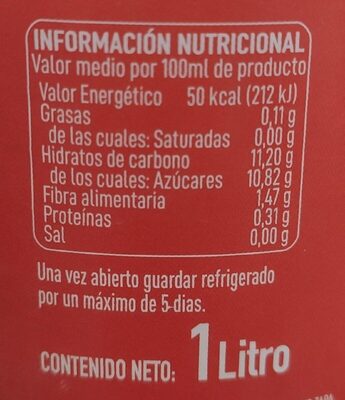 INFORMACIÓN NUTRICIONAL
Valor medio por 100ml de producto
Valor Energético 50 kcal (212 kJ)
Grasas 0,11 g
de las cuales: Saturadas 0,00 g
Hidratos de carbono 11,20 g
de los cuales: Azúcares 10,82 g
Fibra alimentaria 1,47 g
Proteínas 0,31 g
Sal 0,00 g
Una vez abierto guardar refrigerado
por un máximo de 5 dias.
CONTENIDO NETO: 1 Litro